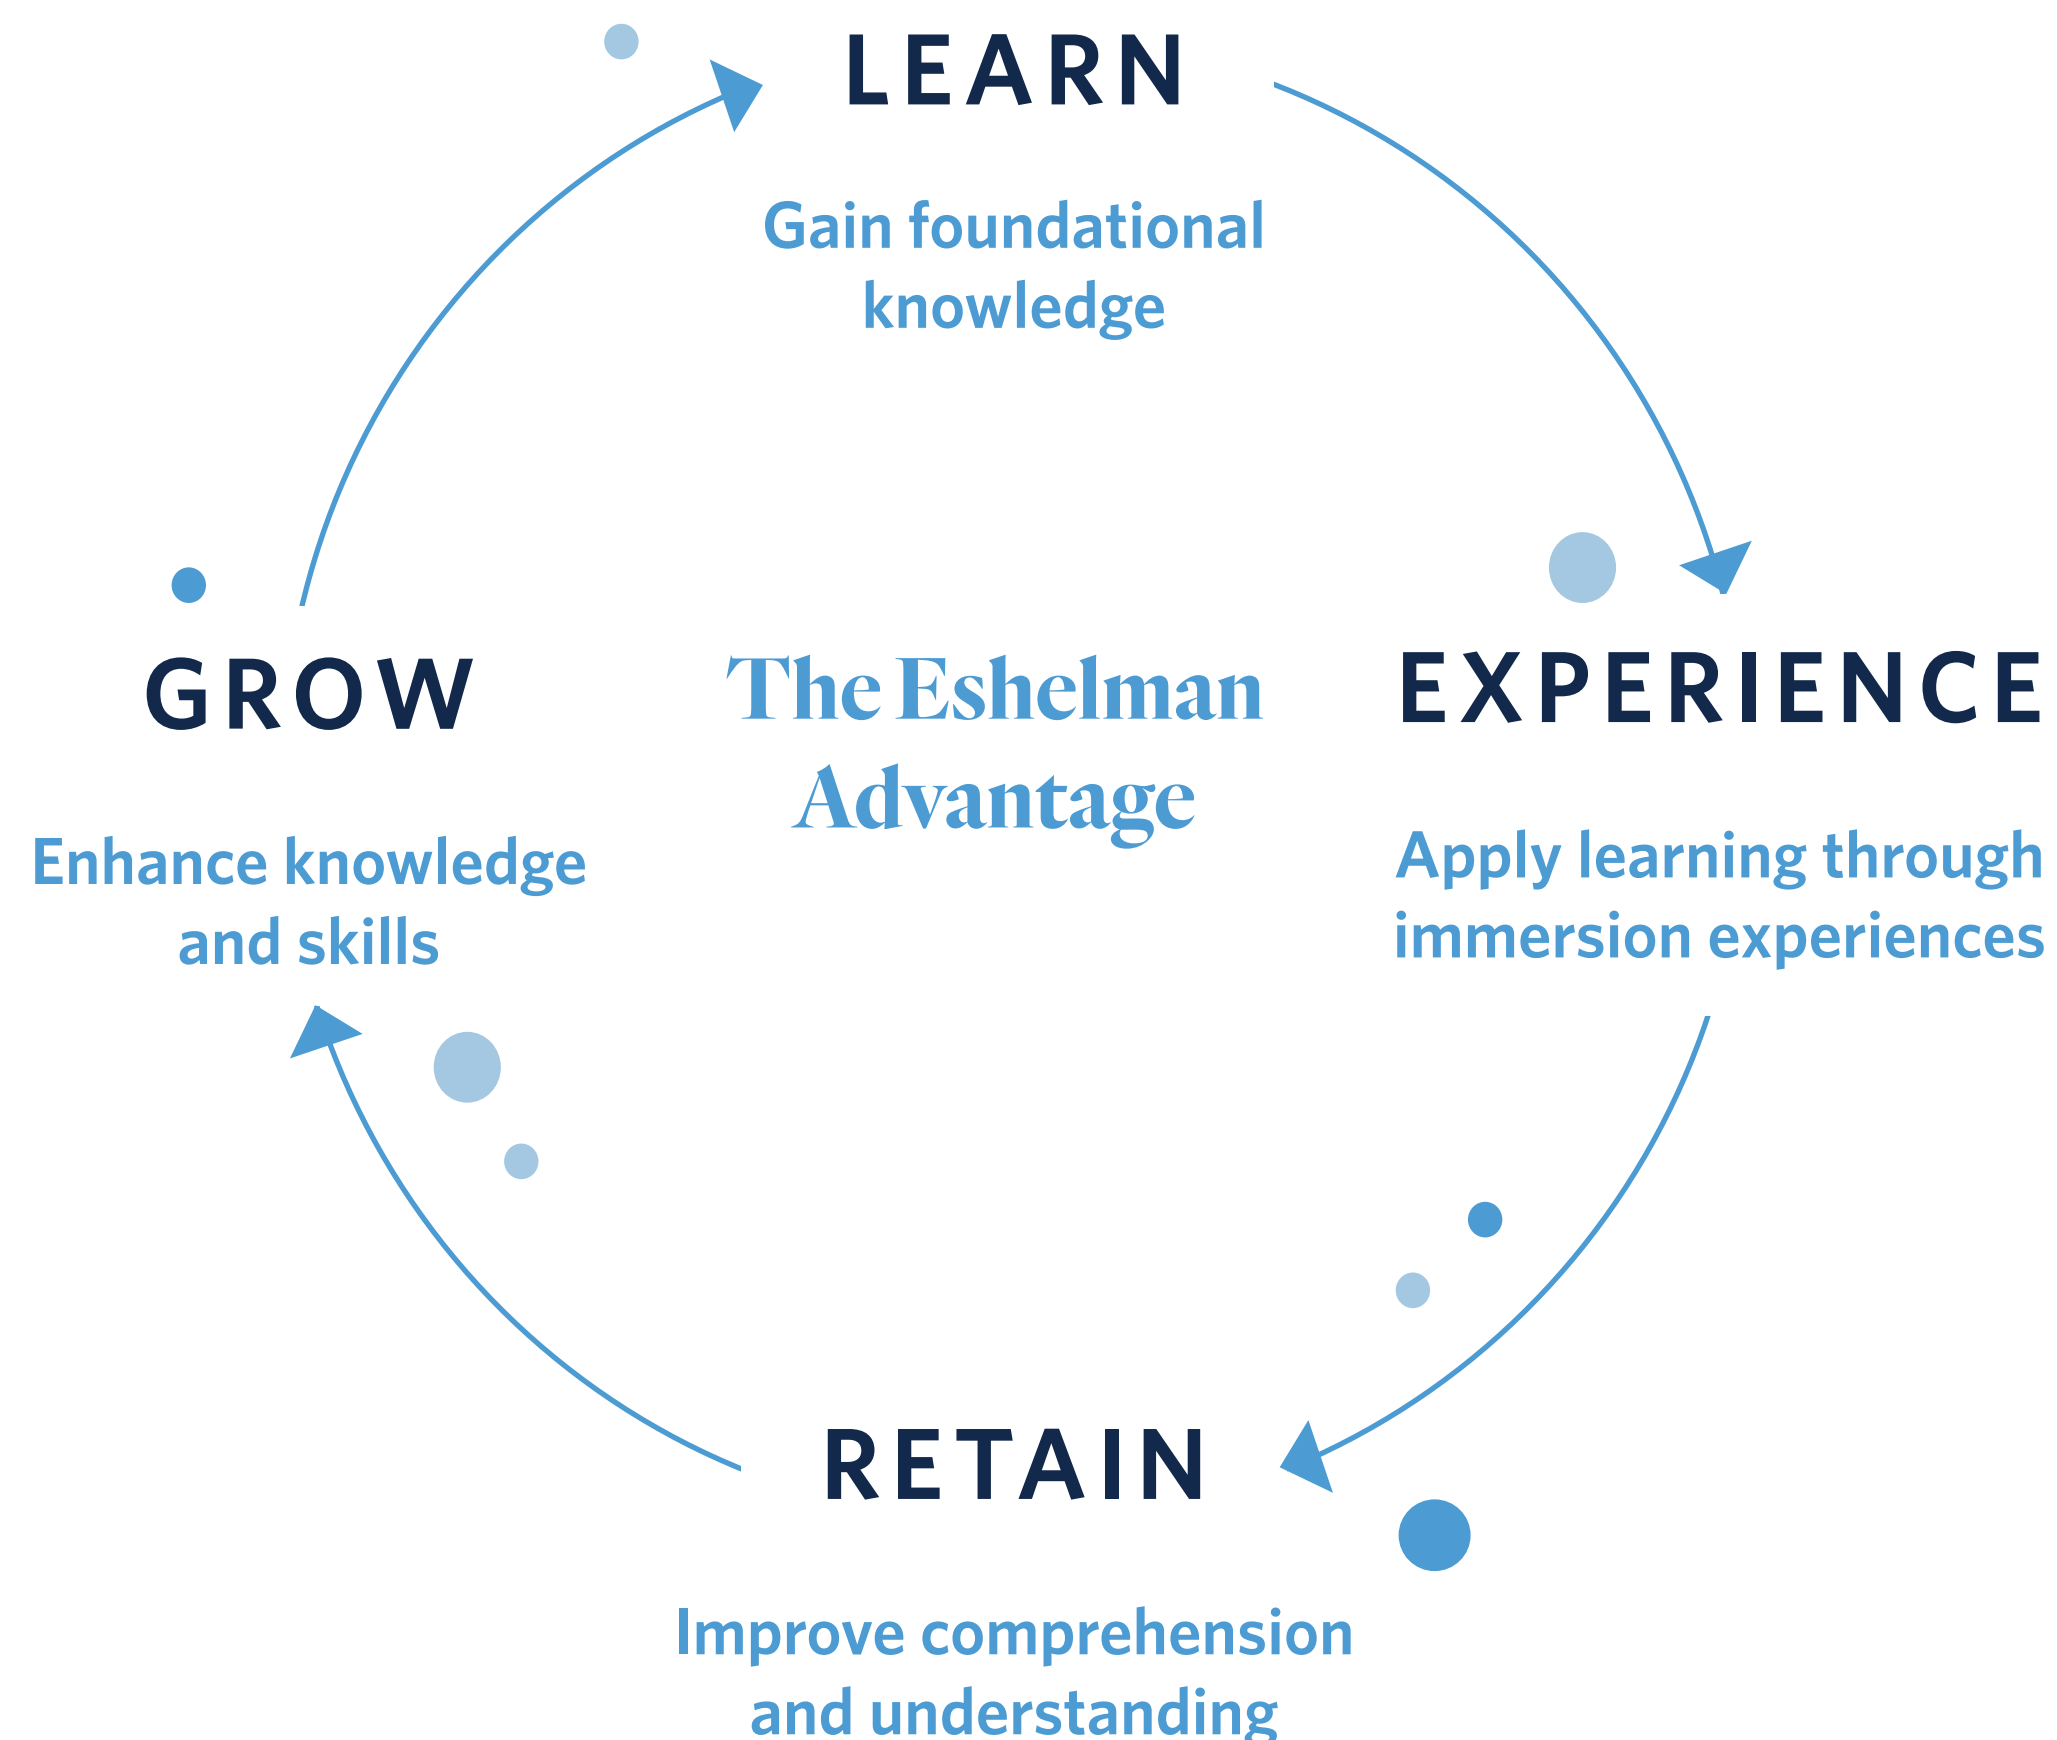 LEARN
Gain foundational
knowledge
GROW
Enhance knowledge
and skills
The Eshelman
Advantage
EXPERIENCE
Apply learning through
immersion experiences
RETAIN
Improve comprehension
and understanding